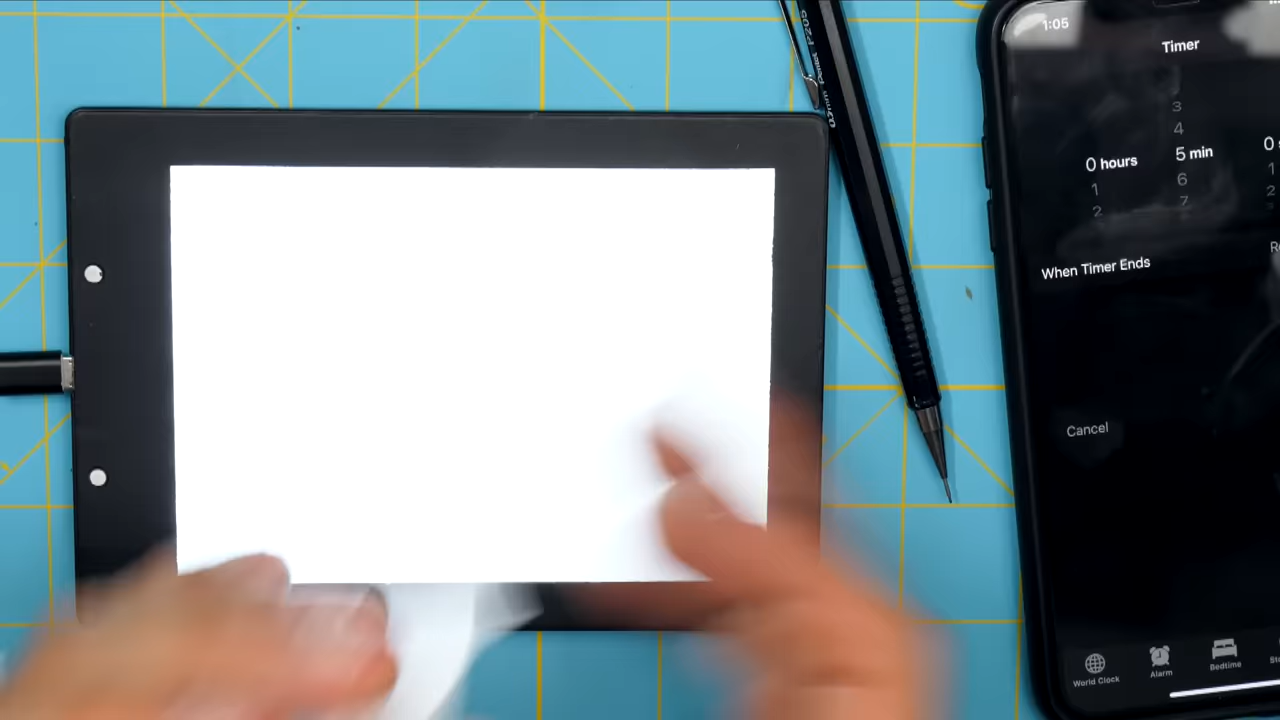 Pentel P205
1:05
Timer
3
4
0 hours
5 min
0
1
6
1
2
7
2
When Timer Ends
Cancel
World Clock
Alarm
Bedtime